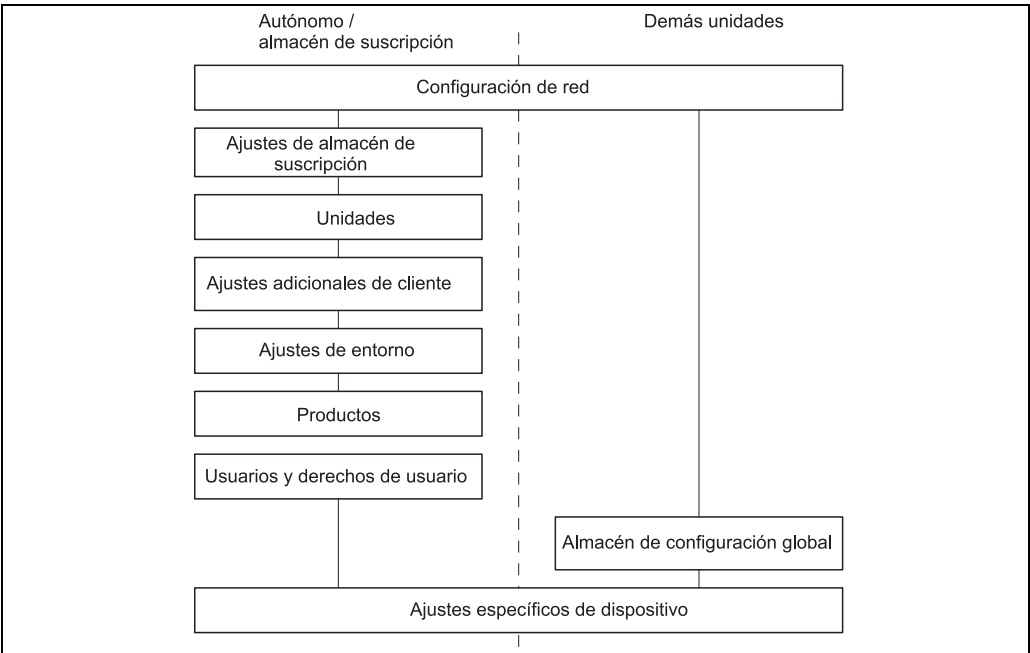 Autónomo /
almacén de suscripción
Demás unidades
Configuración de red
Ajustes de almacén de
suscripción
Unidades
Ajustes adicionales de cliente
Ajustes de entorno
Productos
Usuarios y derechos de usuario
Almacén de configuración global
Ajustes específicos de dispositivo